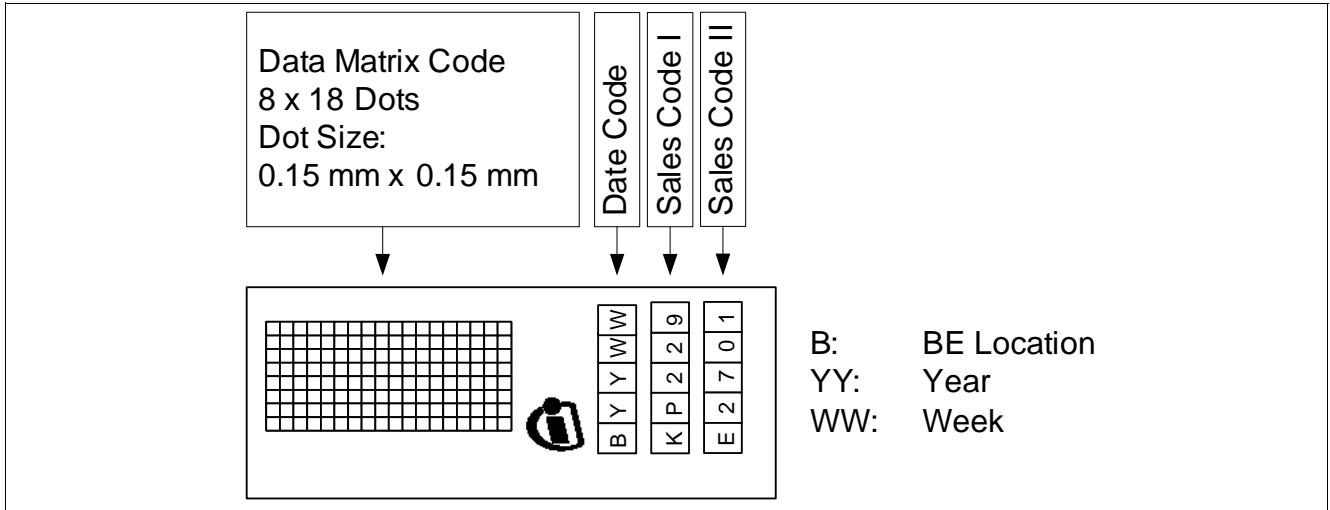 Data Matrix Code
8 x 18 Dots
Dot Size:
0.15 mm x 0.15 mm
Date Code
Sales Code I
Sales Code II
BYYWW
KP229
E2701
B: BE Location
YY: Year
WW: Week